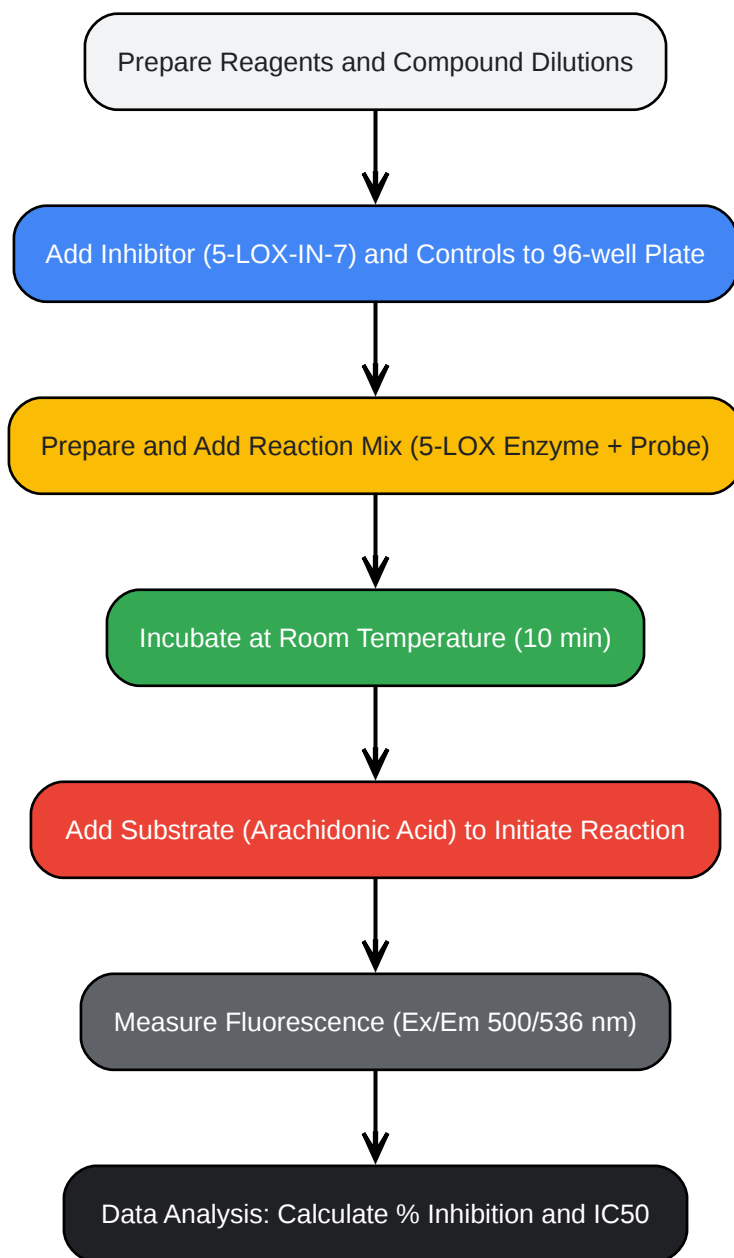 Prepare Reagents and Compound Dilutions
Add Inhibitor (5-LOX-IN-7) and Controls to 96-well Plate
Prepare and Add Reaction Mix (5-LOX Enzyme + Probe)
Incubate at Room Temperature (10 min)
Add Substrate (Arachidonic Acid) to Initiate Reaction
Measure Fluorescence (Ex/Em 500/536 nm)
Data Analysis: Calculate % Inhibition and IC50